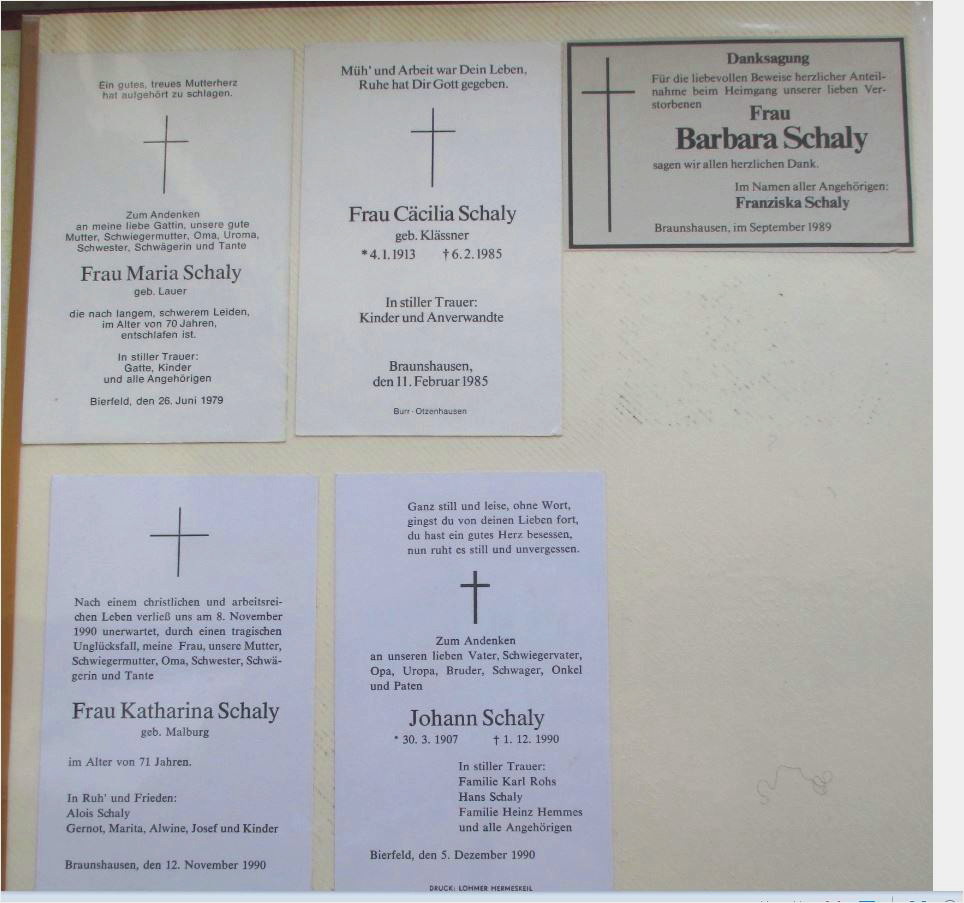 Ein gutes, treues Mutterherz
hat aufgehört zu schlagen.
Zum Andenken
an meine liebe Gattin, unsere gute
Mutter, Schwiegermutter, Oma, Uroma,
Schwester, Schwägerin und Tante
Frau Maria Schaly
geb. Lauer
die nach langem, schwerem Leiden,
im Alter von 70 Jahren,
entschlafen ist.
In stiller Trauer:
Gatte, Kinder
und alle Angehörigen
Bierfeld, den 26. Juni 1979
Müh' und Arbeit war Dein Leben,
Ruhe hat Dir Gott gegeben.
Frau Cäcilia Schaly
geb. Klässner
* 4. 1. 1913 † 6. 2. 1985
In stiller Trauer:
Kinder und Anverwandte
Braunshausen,
den 11. Februar 1985
Burr - Otzenhausen
Danksagung
Für die liebevollen Beweise herzlicher Anteil-
nahme beim Heimgang unserer lieben Ver-
storbenen
Frau
Barbara Schaly
sagen wir allen herzlichen Dank.
Im Namen aller Angehörigen:
Franziska Schaly
Braunshausen, im September 1989
Nach einem christlichen und arbeitsrei-
chen Leben verließ uns am 8. November
1990 unerwartet, durch einen tragischen
Unglücksfall, meine Frau, unsere Mutter,
Schwiegermutter, Oma, Schwester, Schwä-
gerin und Tante
Frau Katharina Schaly
geb. Malburg
im Alter von 71 Jahren.
In Ruh' und Frieden:
Alois Schaly
Gernot, Marita, Alwine, Josef und Kinder
Braunshausen, den 12. November 1990
Ganz still und leise, ohne Wort,
gingst du von deinen Lieben fort,
du hast ein gutes Herz besessen,
nun ruht es still und unvergessen.
Zum Andenken
an unseren lieben Vater, Schwiegervater,
Opa, Uropa, Bruder, Schwager, Onkel
und Paten
Johann Schaly
* 30. 3. 1907 † 1. 12. 1990
In stiller Trauer:
Familie Karl Rohs
Hans Schaly
Familie Heinz Hemmes
und alle Angehörigen
Bierfeld, den 5. Dezember 1990
DRUCK: LOMMER HERMESKEIL